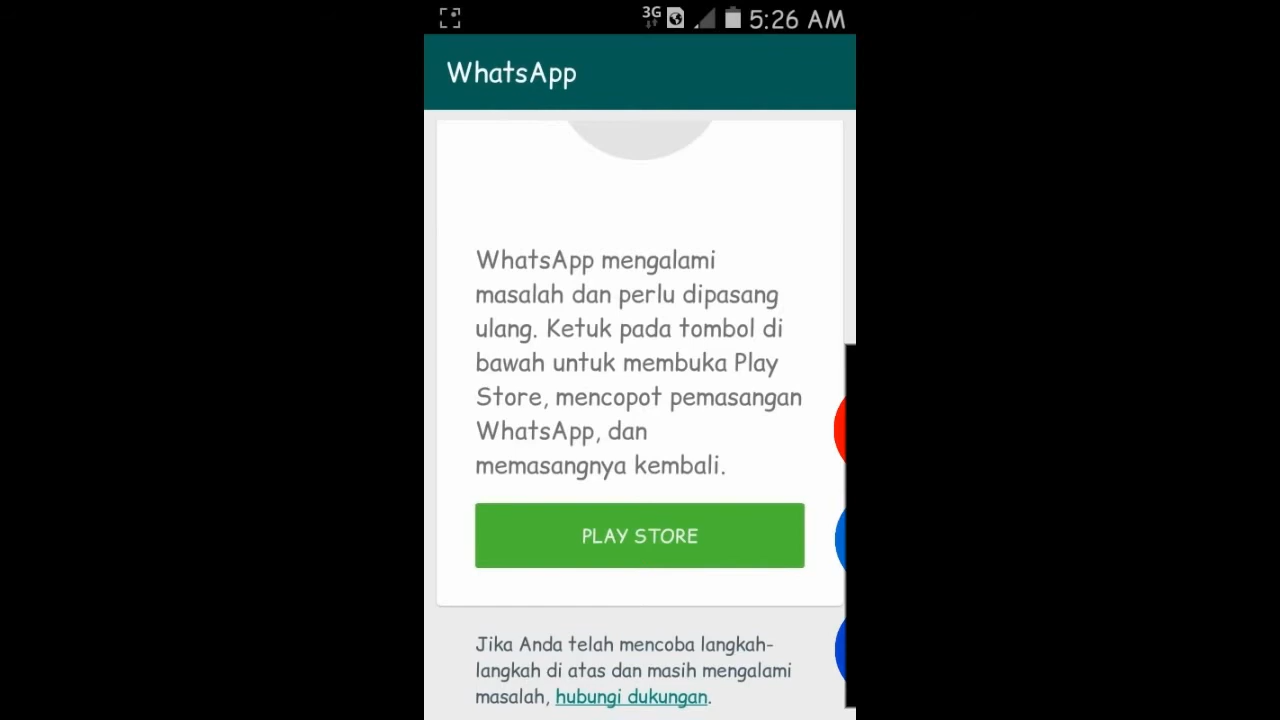 3G 5:26 AM
WhatsApp
WhatsApp mengalami
masalah dan perlu dipasang
ulang. Ketuk pada tombol di
bawah untuk membuka Play
Store, mencopot pemasangan
WhatsApp, dan
memasangnya kembali.
PLAY STORE
Jika Anda telah mencoba langkah-
langkah di atas dan masih mengalami
masalah, hubungi dukungan.